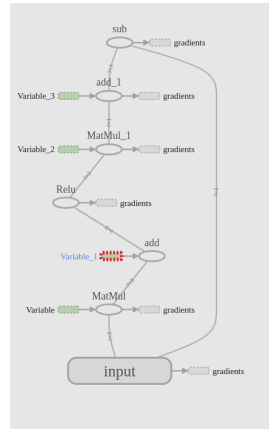 sub
gradients
add_1
Variable_3
gradients
MatMul_1
Variable_2
gradients
Relu
gradients
add
Variable_1
MatMul
Variable
gradients
input
gradients